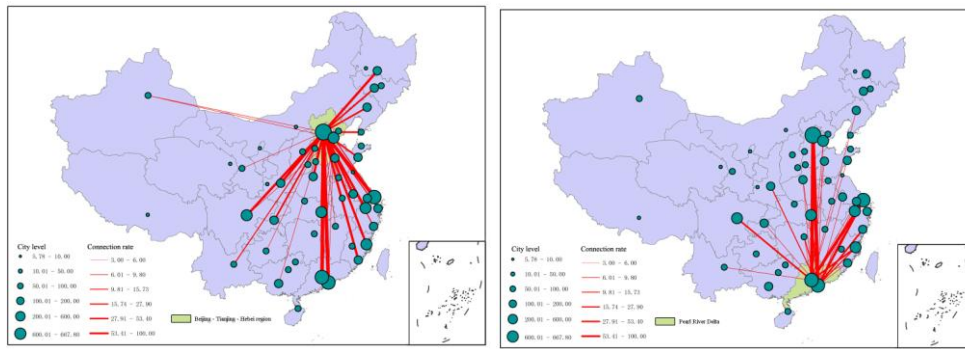 City level
Connection rate
5.78 - 10.00
3.00 - 6.00
10.01 - 50.00
6.01 - 9.80
50.01 - 100.00
9.81 - 15.73
100.01 - 200.00
15.74 - 27.90
200.01 - 600.00
27.91 - 53.40
600.01 - 667.80
53.41 - 100.00
Beijing - Tianjing - Hebei region
City level
Connection rate
5.78 - 10.00
3.00 - 6.00
10.01 - 50.00
6.01 - 9.80
50.01 - 100.00
9.81 - 15.73
100.01 - 200.00
15.74 - 27.90
200.01 - 600.00
27.91 - 53.40
600.01 - 667.80
53.41 - 100.00
Pearl River Delta